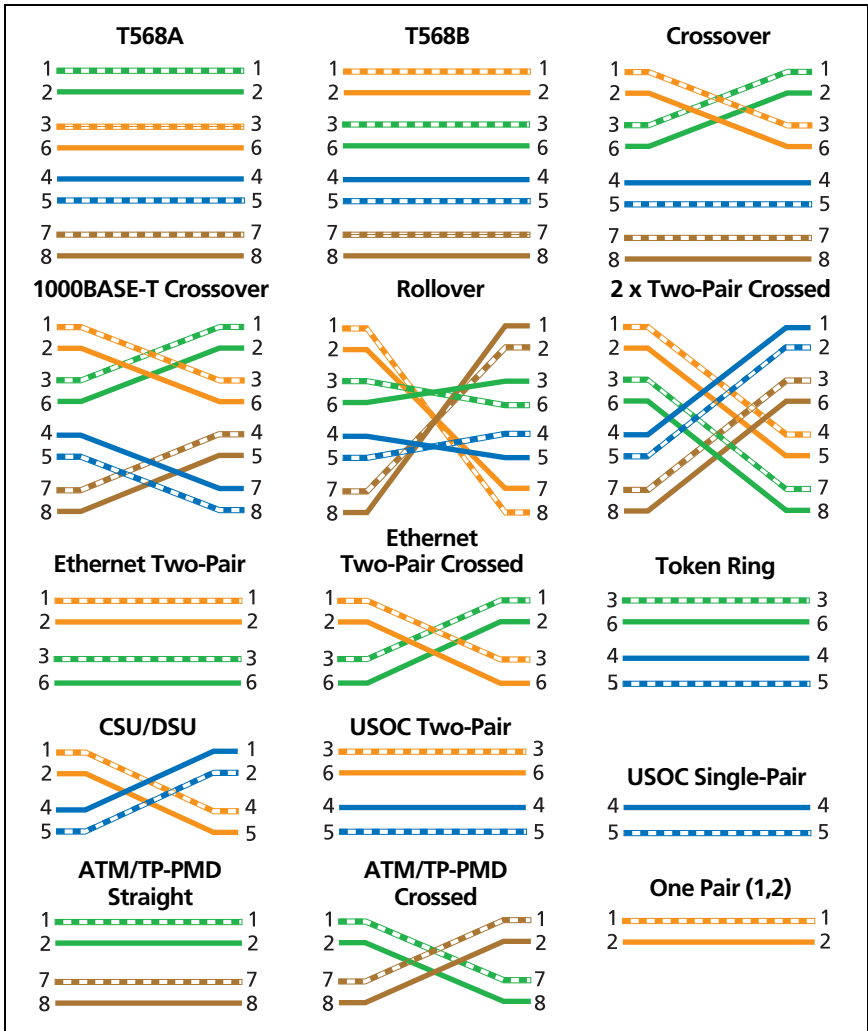 T568A T568B Crossover
1 1 1 1 1 1
2 2 2 2 2 2
3 3 3 3 3 3
6 6 6 6 6 6
4 4 4 4 4 4
5 5 5 5 5 5
7 7 7 7 7 7
8 8 8 8 8 8
1000BASE-T Crossover Rollover 2 x Two-Pair Crossed
1 1 1 1 1 1
2 2 2 2 2 2
3 3 3 3 3 3
6 6 6 6 6 6
4 4 4 4 4 4
5 5 5 5 5 5
7 7 7 7 7 7
8 8 8 8 8 8
Ethernet Two-Pair
Ethernet
Two-Pair Crossed
Token Ring
1 1 1 1 3 3
2 2 2 2 6 6
3 3 3 3 4 4
6 6 6 6 5 5
CSU/DSU USOC Two-Pair USOC Single-Pair
1 1 3 3 4 4
2 2 6 6 5 5
4 4 4 4
5 5 5 5
ATM/TP-PMD
Straight
ATM/TP-PMD
Crossed
One Pair (1,2)
1 1 1 1 1 1
2 2 2 2 2 2
7 7 7 7
8 8 8 8